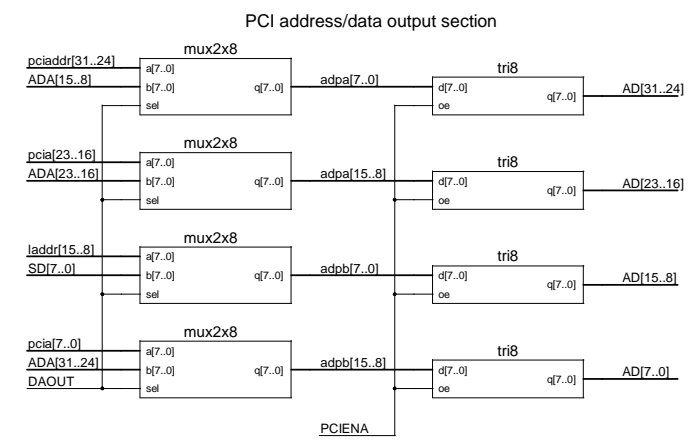 PCI address/data output section
mux2x8
pciaddr[31..24]
a[7..0]
ADA[15..8]
b[7..0]
q[7..0]
sel
adpa[7..0]
tri8
d[7..0]
q[7..0]
oe
AD[31..24]
mux2x8
pcia[23..16]
a[7..0]
ADA[23..16]
b[7..0]
q[7..0]
sel
adpa[15..8]
tri8
d[7..0]
q[7..0]
oe
AD[23..16]
mux2x8
Iaddr[15..8]
a[7..0]
SD[7..0]
b[7..0]
q[7..0]
sel
adpb[7..0]
tri8
d[7..0]
q[7..0]
oe
AD[15..8]
mux2x8
pcia[7..0]
a[7..0]
ADA[31..24]
b[7..0]
q[7..0]
DAOUT
sel
adpb[15..8]
tri8
d[7..0]
q[7..0]
oe
AD[7..0]
PCIENA